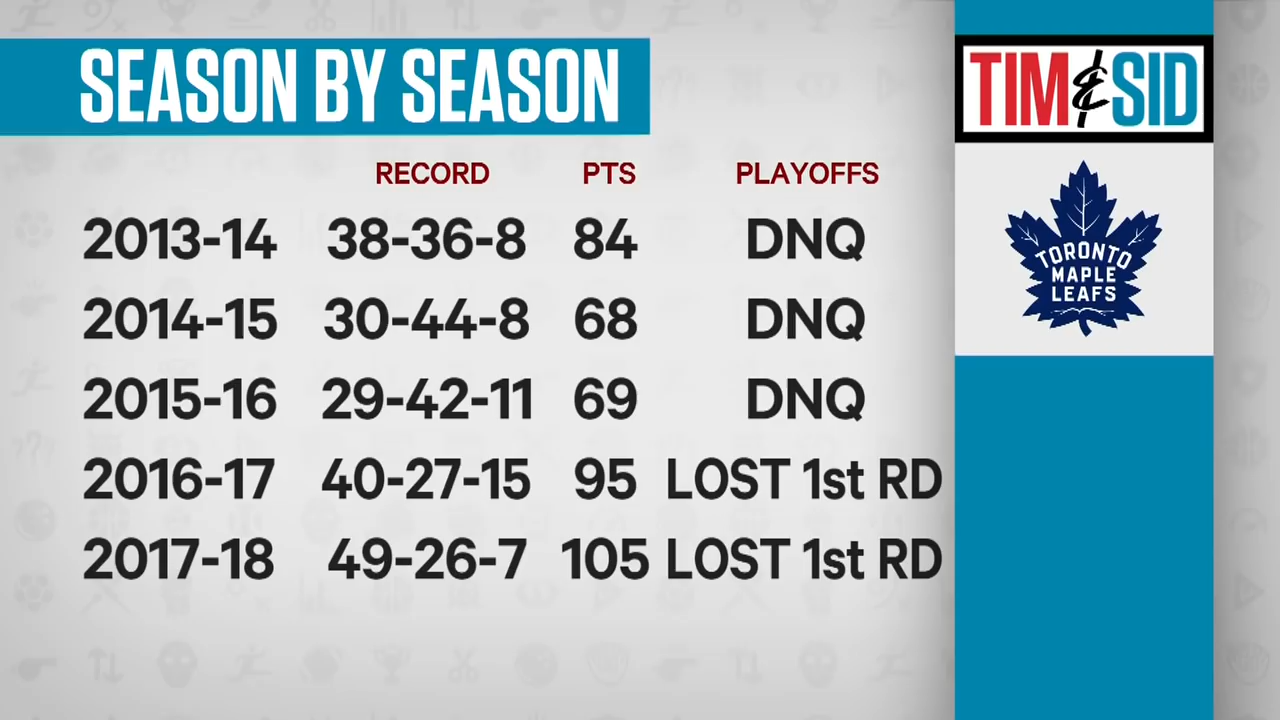 SEASON BY SEASON
TIM & SID
RECORD PTS PLAYOFFS
2013-14 38-36-8 84 DNQ
2014-15 30-44-8 68 DNQ
2015-16 29-42-11 69 DNQ
2016-17 40-27-15 95 LOST 1st RD
2017-18 49-26-7 105 LOST 1st RD
TORONTO
MAPLE
LEAFS